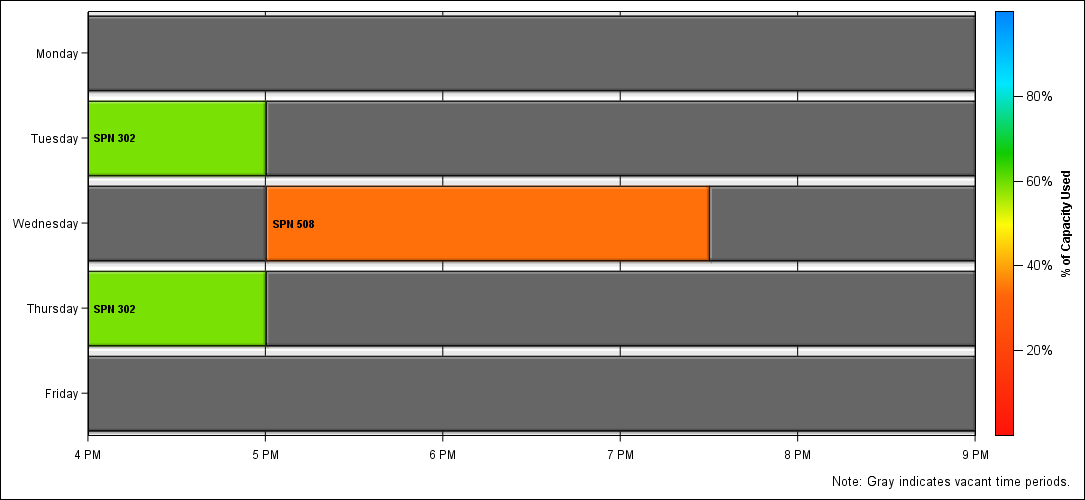 Monday
Tuesday
SPN 302
Wednesday
SPN 508
Thursday
SPN 302
Friday
4 PM 5 PM 6 PM 7 PM 8 PM 9 PM
80%
60%
40%
20%
% of Capacity Used
Note: Gray indicates vacant time periods.